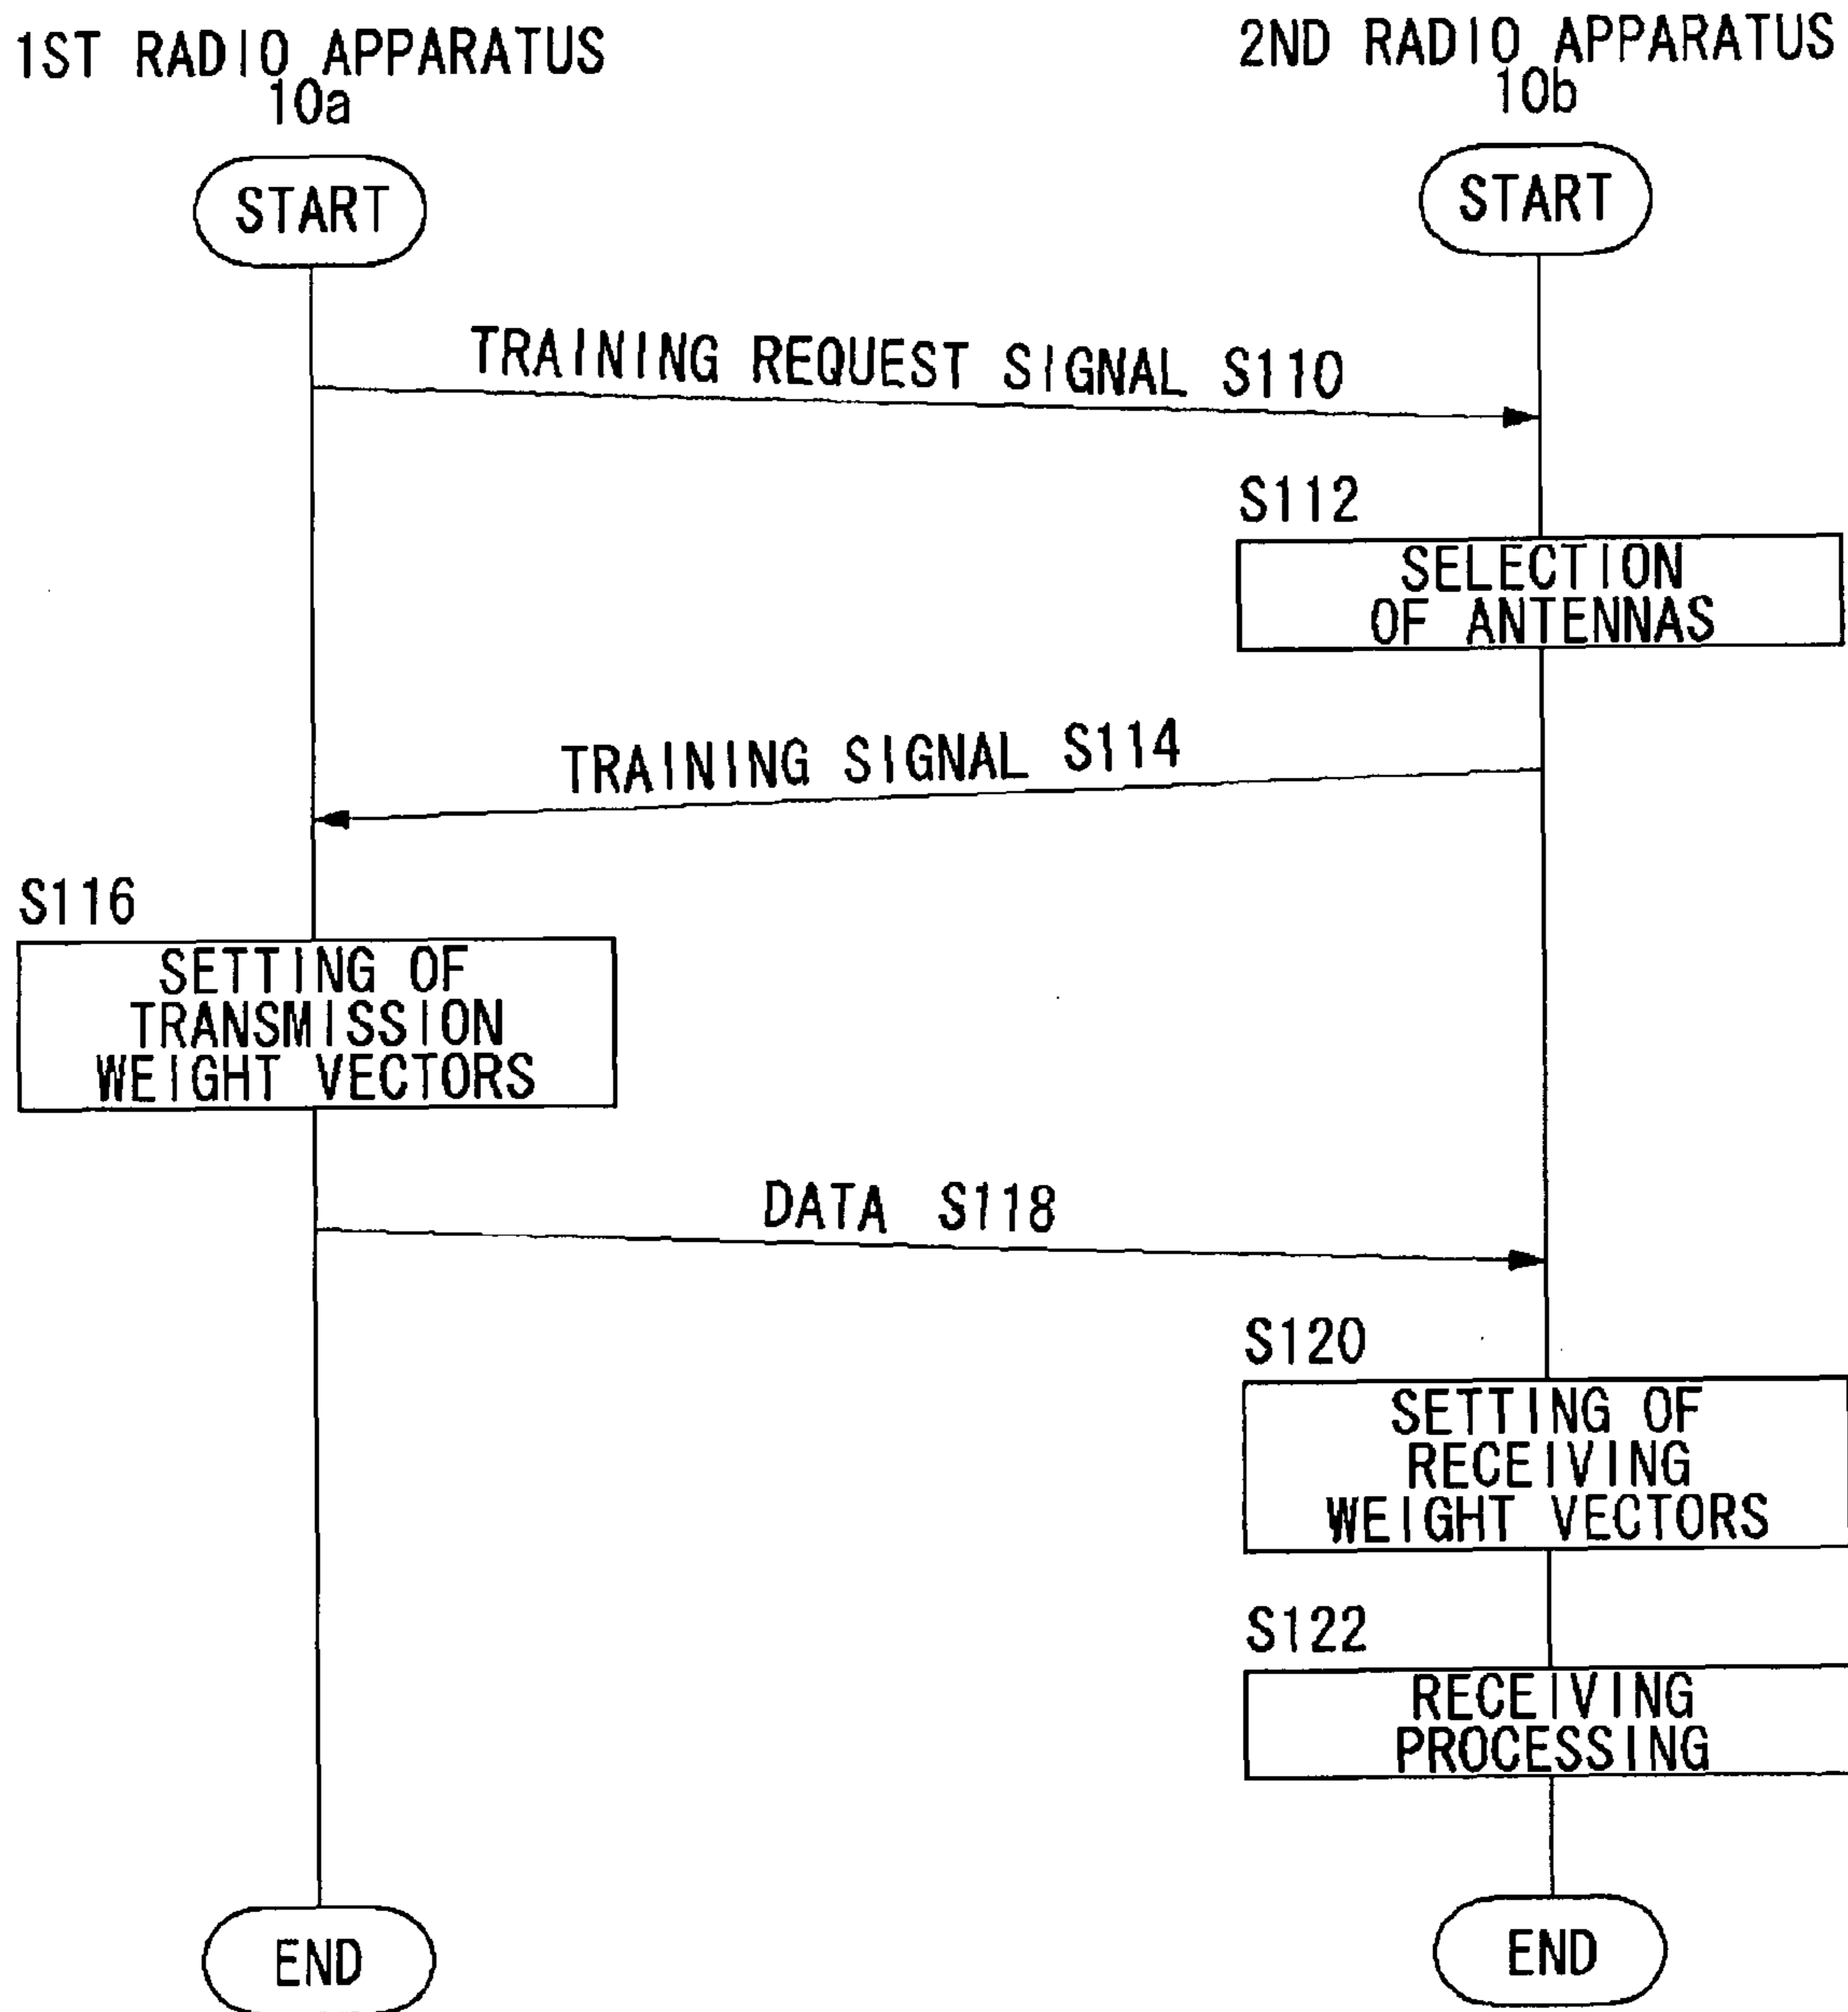 1ST RADIO APPARATUS
10a
2ND RADIO APPARATUS
10b
START
START
TRAINING REQUEST SIGNAL S110
S112
SELECTION
OF ANTENNAS
TRAINING SIGNAL S114
S116
SETTING OF
TRANSMISSION
WEIGHT VECTORS
DATA S118
S120
SETTING OF
RECEIVING
WEIGHT VECTORS
S122
RECEIVING
PROCESSING
END
END